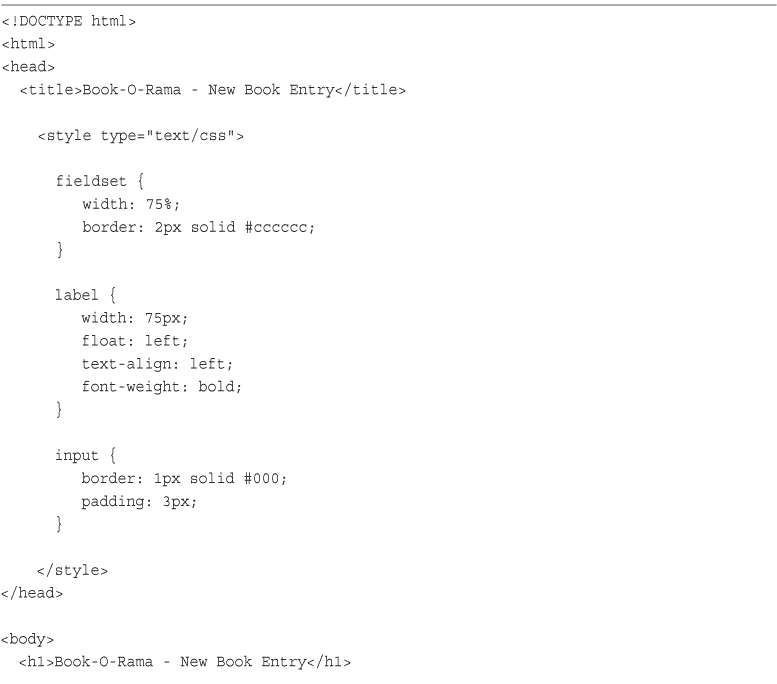 <!DOCTYPE html>
<html>
<head>
  <title>Book-O-Rama - New Book Entry</title>

    <style type="text/css">

      fieldset {
         width: 75%;
         border: 2px solid #cccccc;
      }

      label {
         width: 75px;
         float: left;
         text-align: left;
         font-weight: bold;
      }

      input {
         border: 1px solid #000;
         padding: 3px;
      }

    </style>
</head>

<body>
  <h1>Book-O-Rama - New Book Entry</h1>